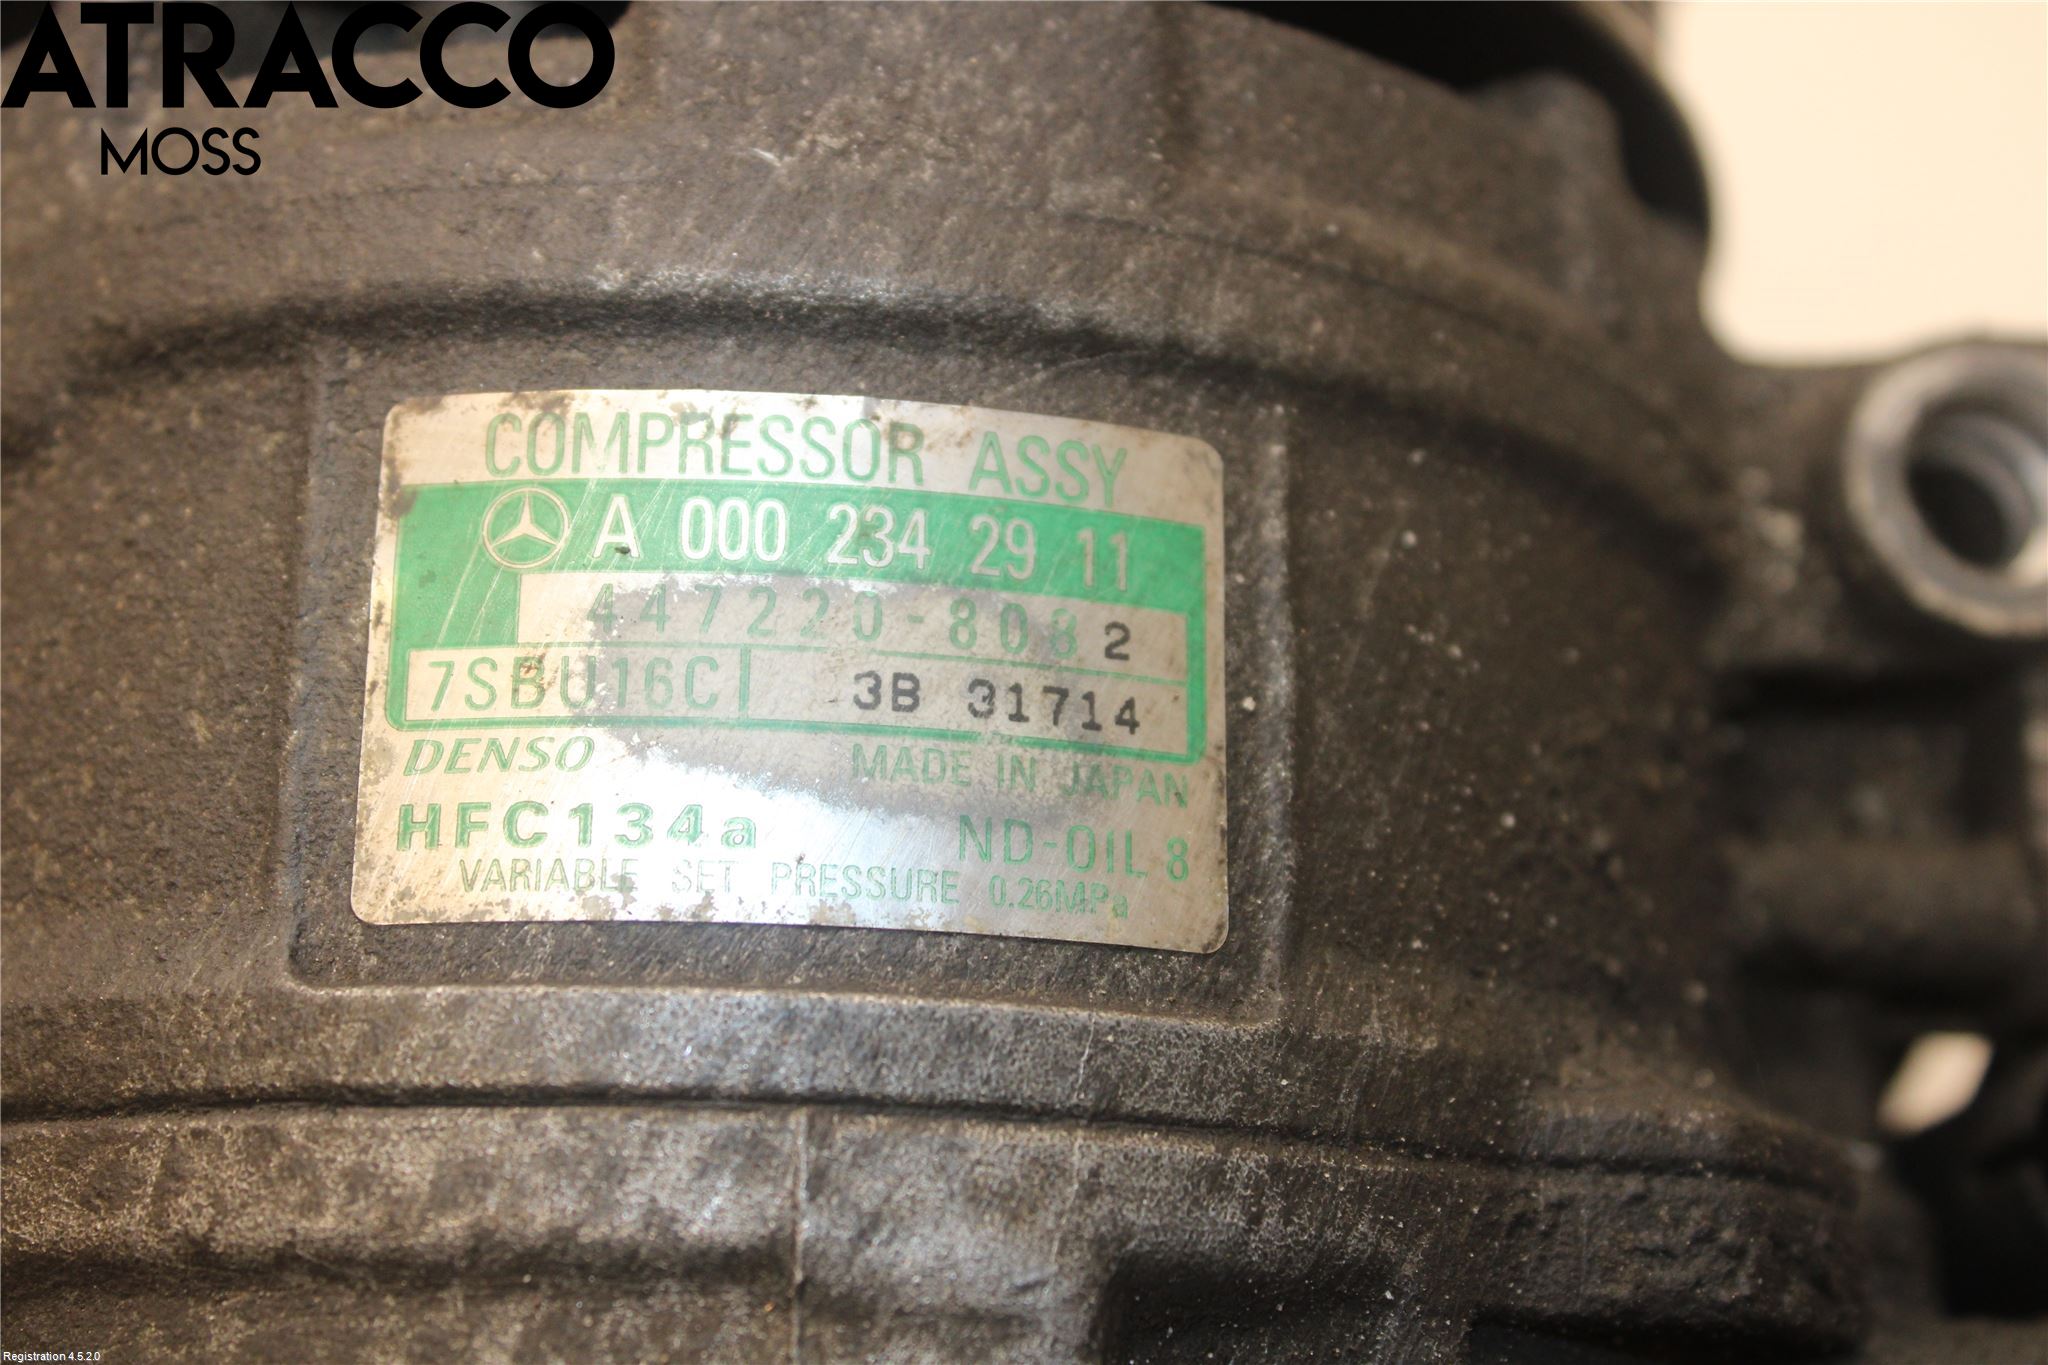 ATRACCO
MOSS
COMPRESSOR ASSY
A 000 234 29 11
447220-8082
7SBU16C 3B 31714
DENSO MADE IN JAPAN
HFC134a ND-OIL 8
VARIABLE SET PRESSURE 0.26MPa
Registration 4.5.2.0